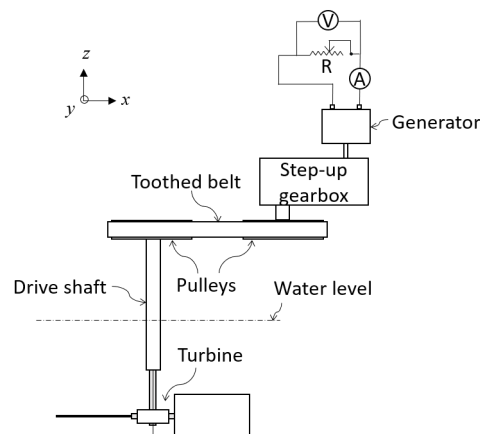 V
z
R
A
y
x
Generator
Step-up
gearbox
Toothed belt
Drive shaft
Pulleys
Water level
Turbine